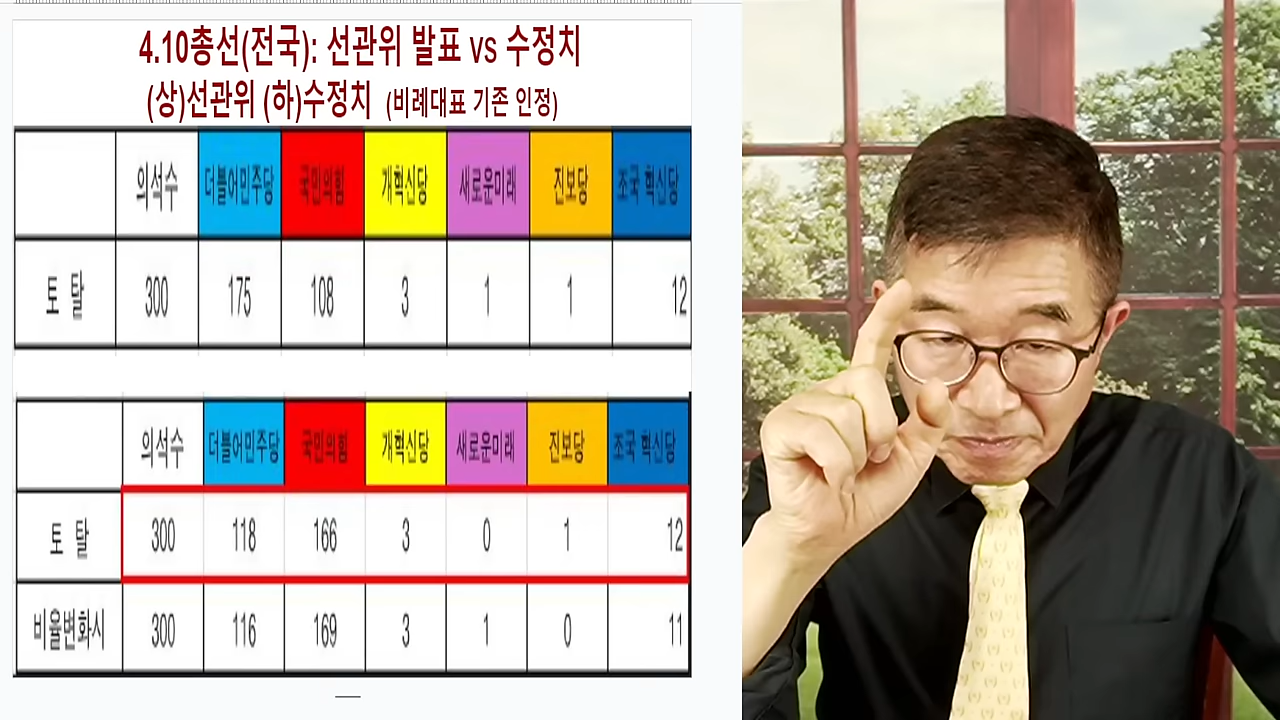 4.10총선(전국): 선관위 발표 vs 수정치
(상)선관위 (하)수정치 (비례대표 기존 인정)
의석수 더불어민주당 국민의힘 개혁신당 새로운미래 진보당 조국 혁신당
토 탈 300 175 108 3 1 1 12
의석수 더불어민주당 국민의힘 개혁신당 새로운미래 진보당 조국 혁신당
토 탈 300 118 166 3 0 1 12
비율변화시 300 116 169 3 1 0 11